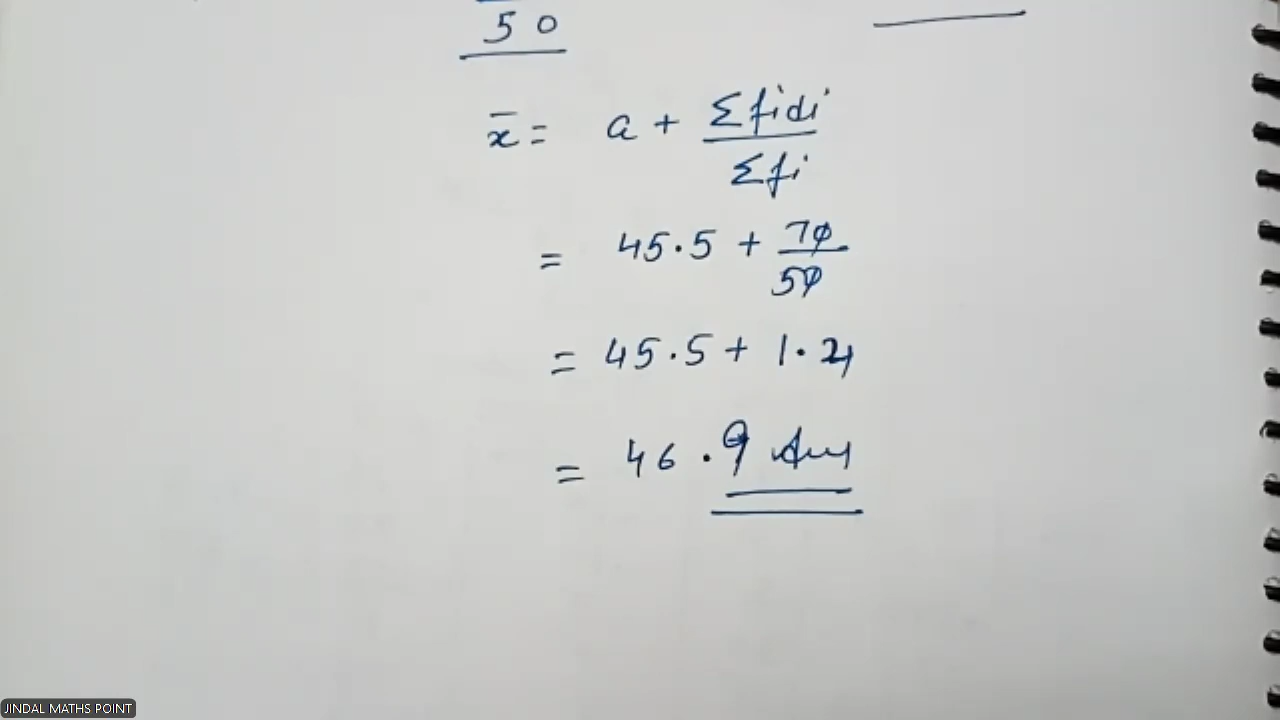 50
x̄ = a + Σfidi / Σfi
= 45.5 + 70/50
= 45.5 + 1.4
= 46.9 Ans
JINDAL MATHS POINT